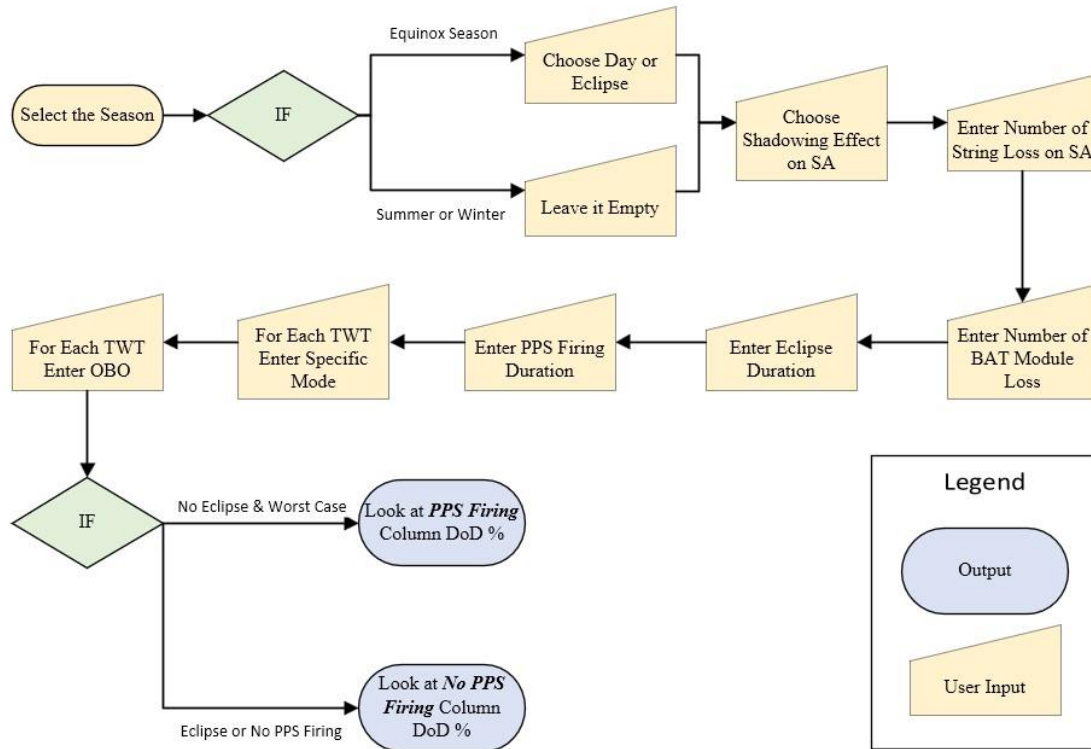 Equinox Season
Choose Day or
Eclipse
Select the Season
IF
Choose
Shadowing Effect
on SA
Enter Number of
String Loss on SA
Leave it Empty
Summer or Winter
For Each TWT
Enter OBO
For Each TWT
Enter Specific
Mode
Enter PPS Firing
Duration
Enter Eclipse
Duration
Enter Number of
BAT Module
Loss
IF
No Eclipse & Worst Case
Look at PPS Firing
Column DoD %
Eclipse or No PPS Firing
Look at No PPS
Firing Column
DoD %
Legend
Output
User Input